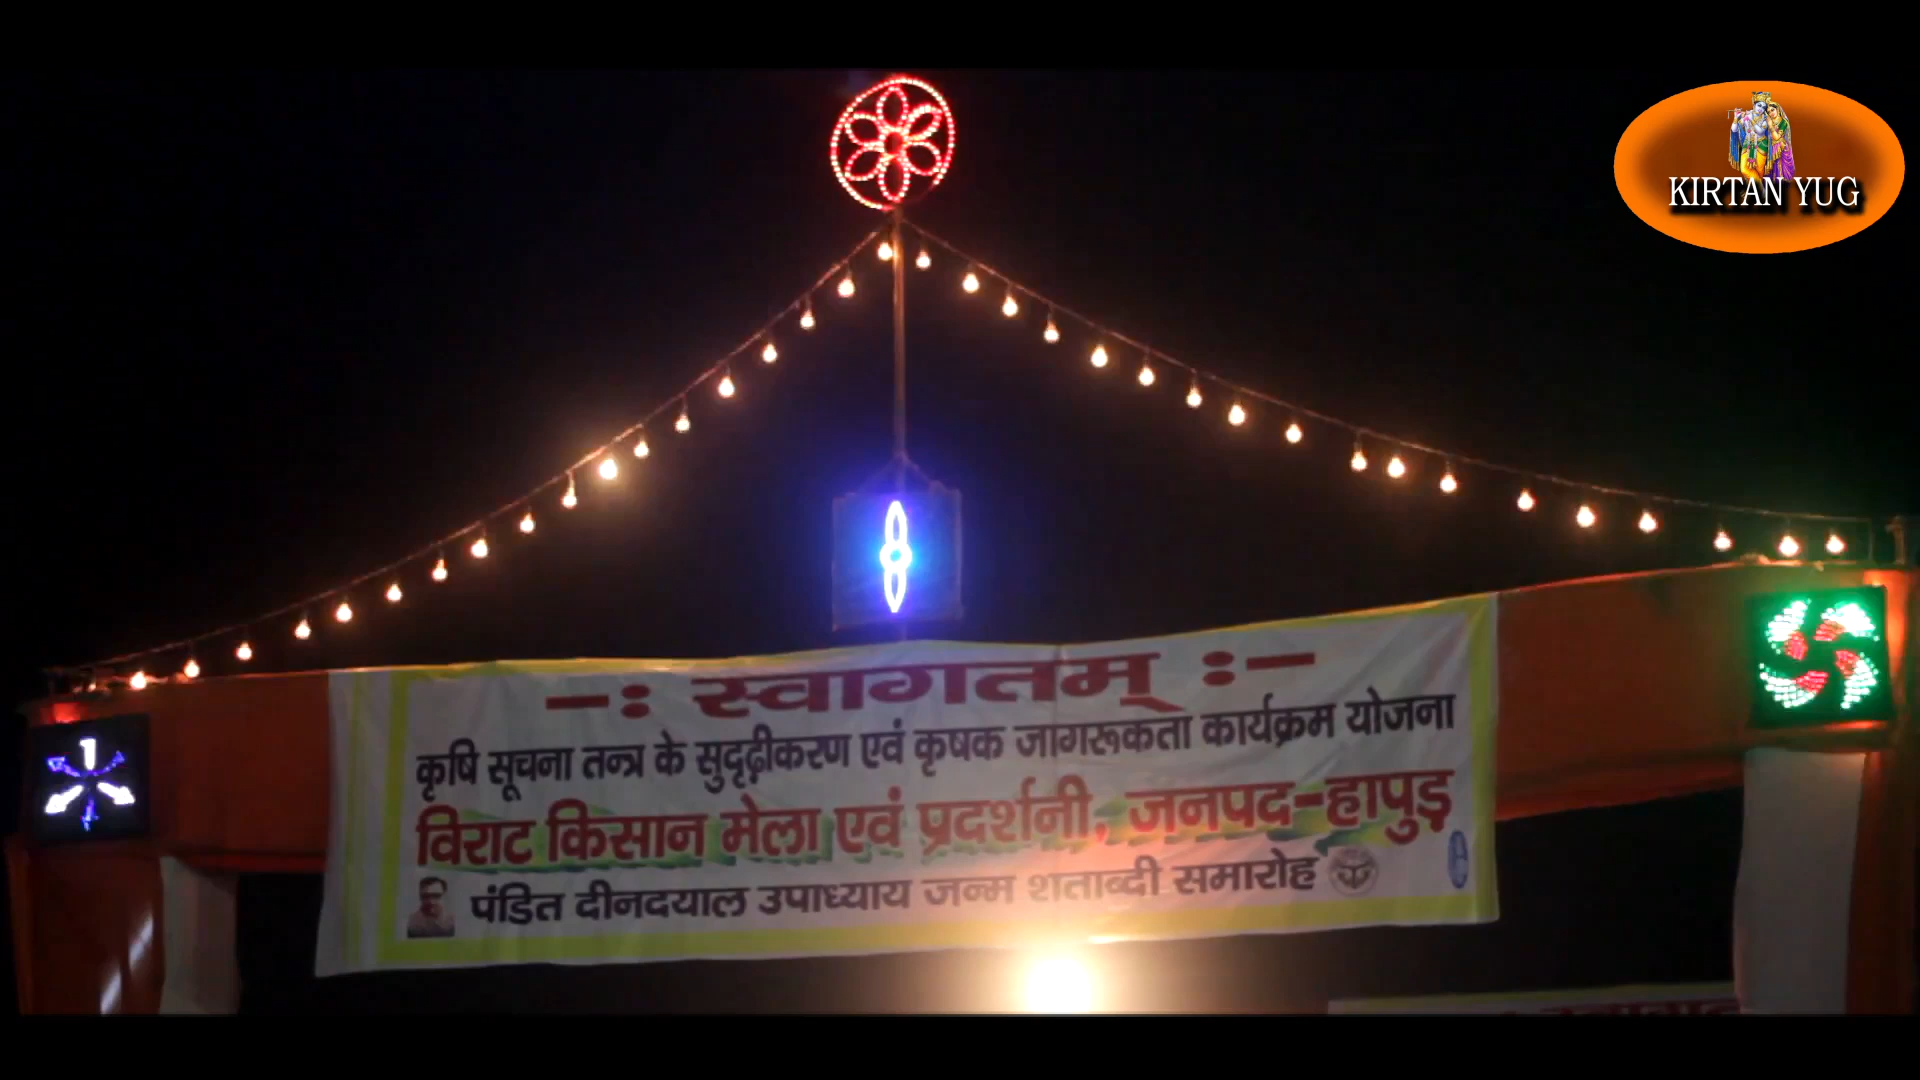 KIRTAN YUG
-: स्वागतम् :-
कृषि सूचना तन्त्र के सुदृढ़ीकरण एवं कृषक जागरूकता कार्यक्रम योजना
विराट किसान मेला एवं प्रदर्शनी, जनपद-हापुड़
पंडित दीनदयाल उपाध्याय जन्म शताब्दी समारोह